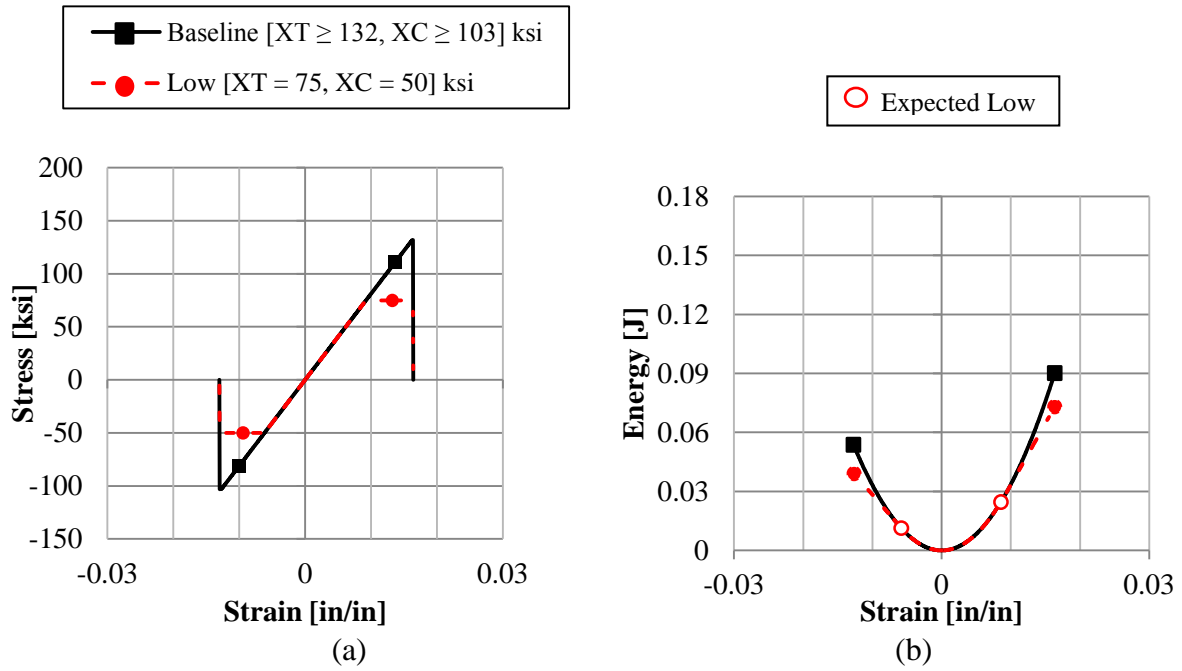 Baseline [XT ≥ 132, XC ≥ 103] ksi
Low [XT = 75, XC = 50] ksi
Expected Low
200
150
100
50
0
-50
-100
-150
Stress [ksi]
-0.03
0
0.03
Strain [in/in]
(a)
0.18
0.15
0.12
0.09
0.06
0.03
0
Energy [J]
-0.03
0
0.03
Strain [in/in]
(b)